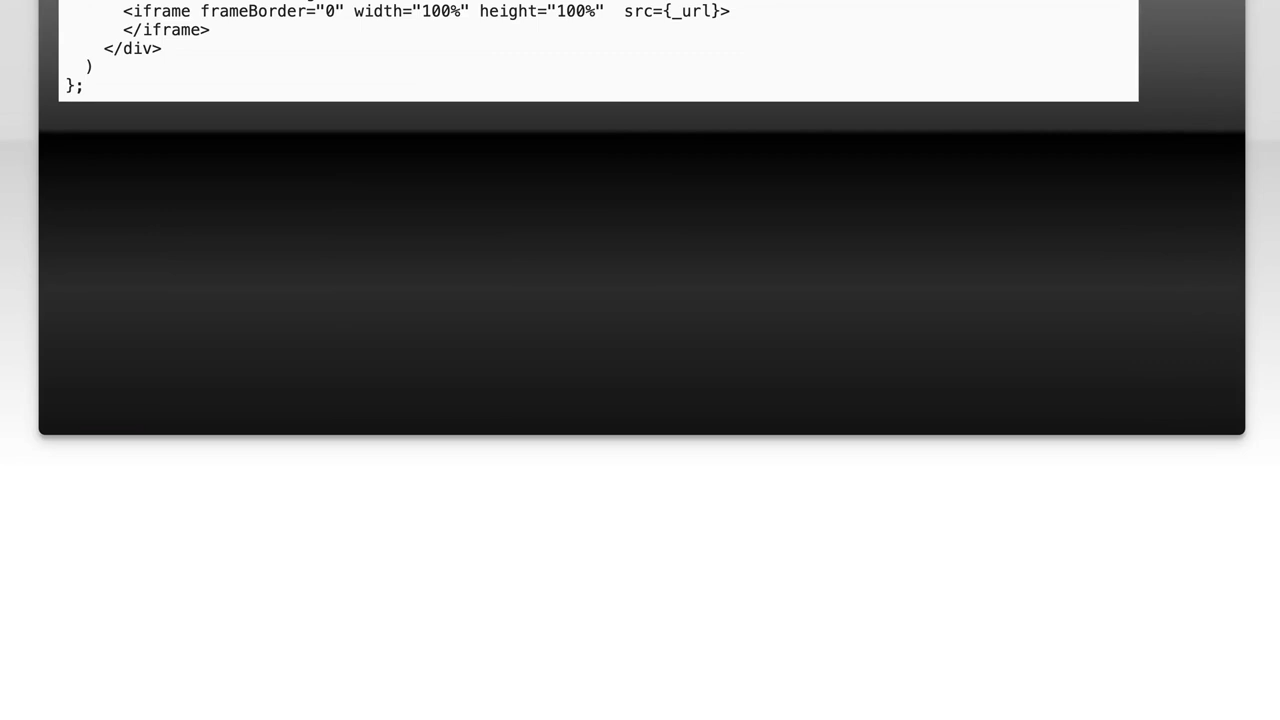 <iframe frameBorder="0" width="100%" height="100%"  src={_url}>
</iframe>
</div>
)
};